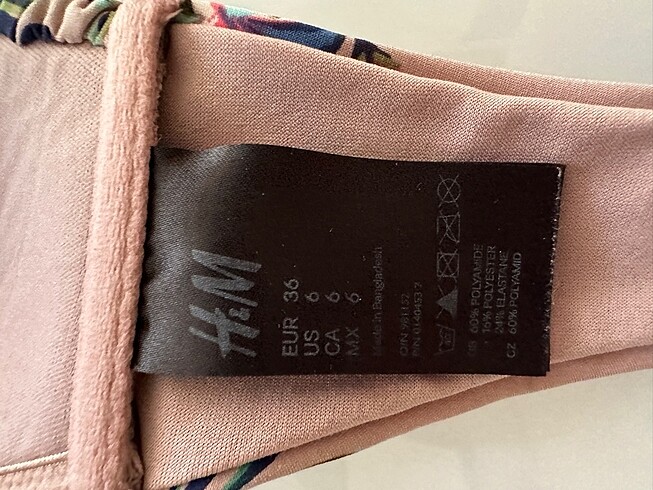 H&M
EUR 36
US 6
CA 6
MX 6
Made in Bangladesh
GB 60% POLYAMIDE
16% POLYESTER
24% ELASTANE
CZ 60% POLYAMID